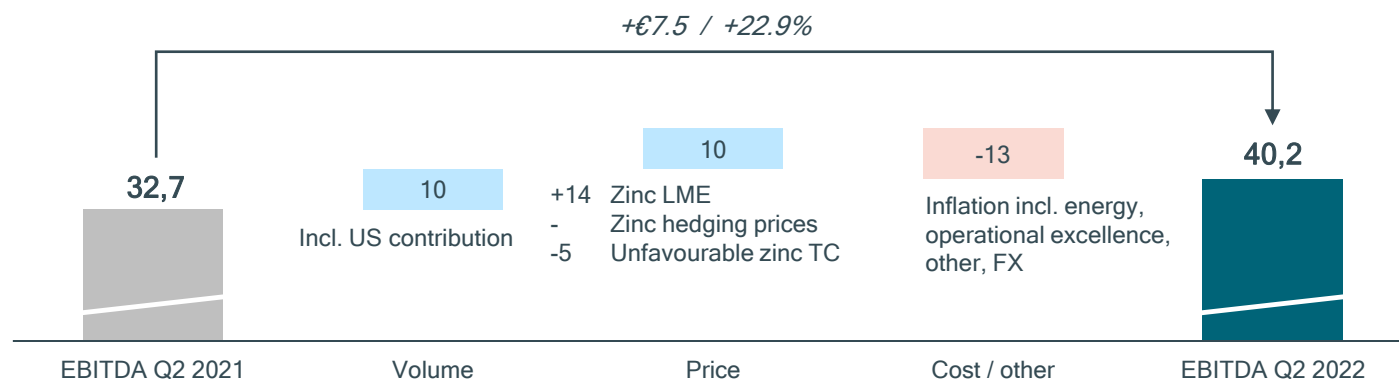 +€7.5 / +22.9%
32,7
10
Incl. US contribution
10
+14 Zinc LME
- Zinc hedging prices
-5 Unfavourable zinc TC
-13
Inflation incl. energy,
operational excellence,
other, FX
40,2
EBITDA Q2 2021
Volume
Price
Cost / other
EBITDA Q2 2022